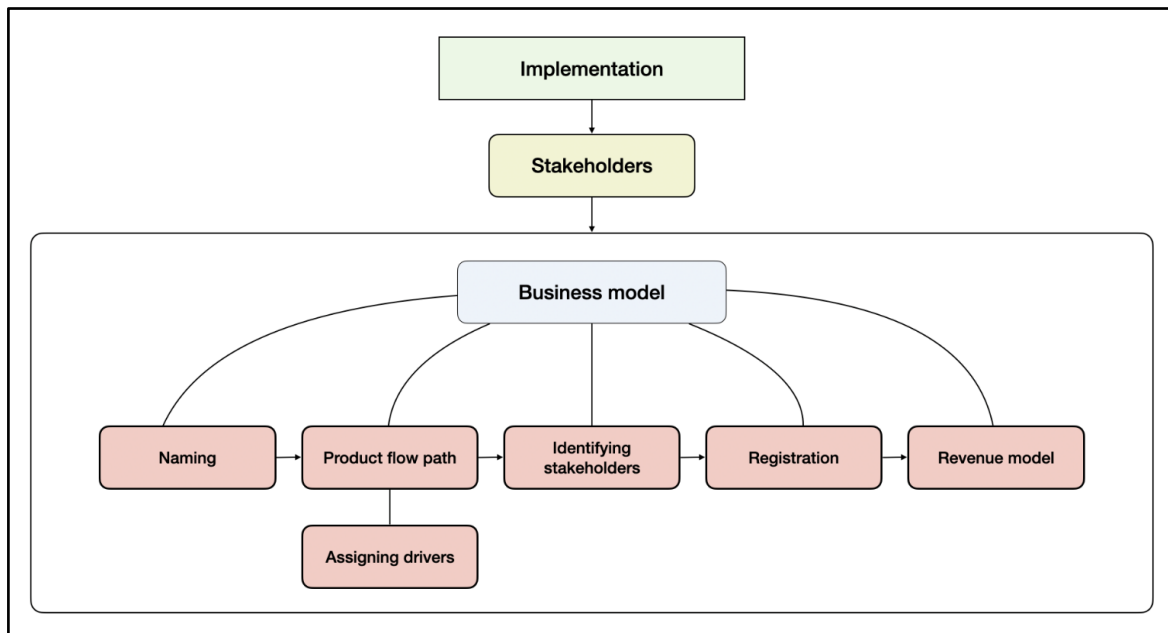 Implementation
Stakeholders
Business model
Naming
Product flow path
Identifying
stakeholders
Registration
Revenue model
Assigning drivers